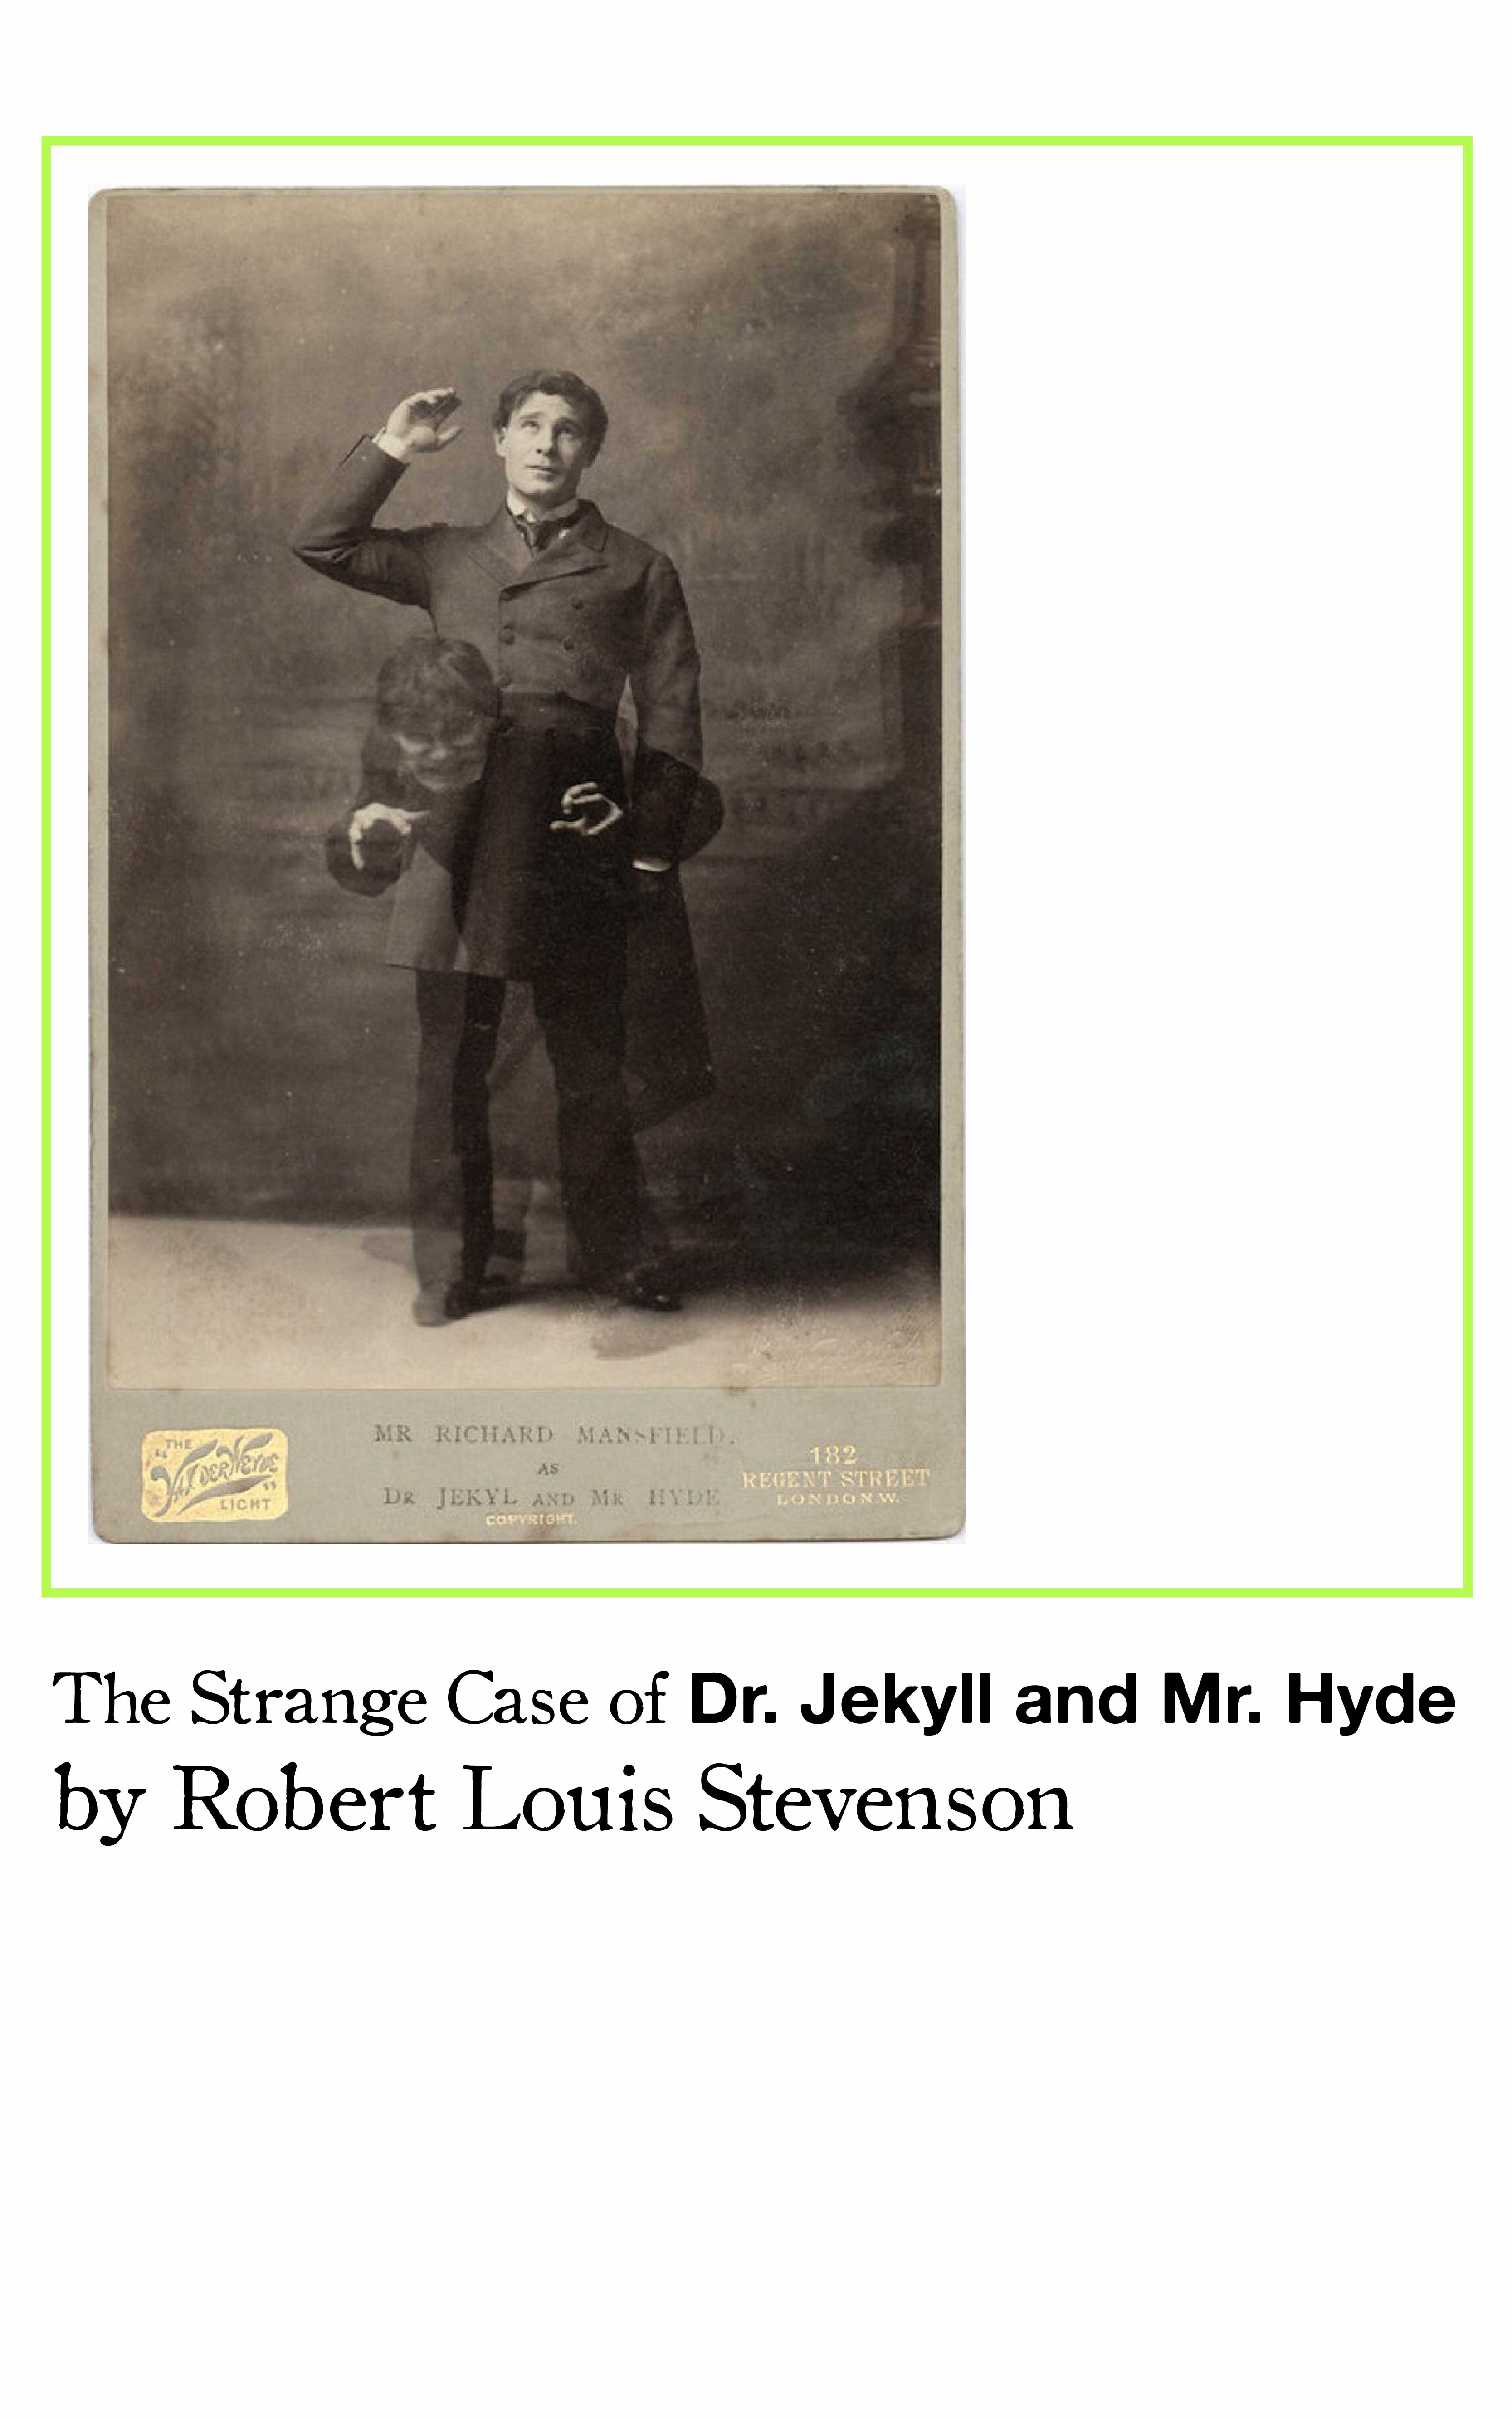 THE
"VAN DER WEYDE"
LIGHT
MR RICHARD MANSFIELD.
AS
DR JEKYL AND MR HYDE
COPYRIGHT.
182
REGENT STREET
LONDON.W.
The Strange Case of Dr. Jekyll and Mr. Hyde
by Robert Louis Stevenson